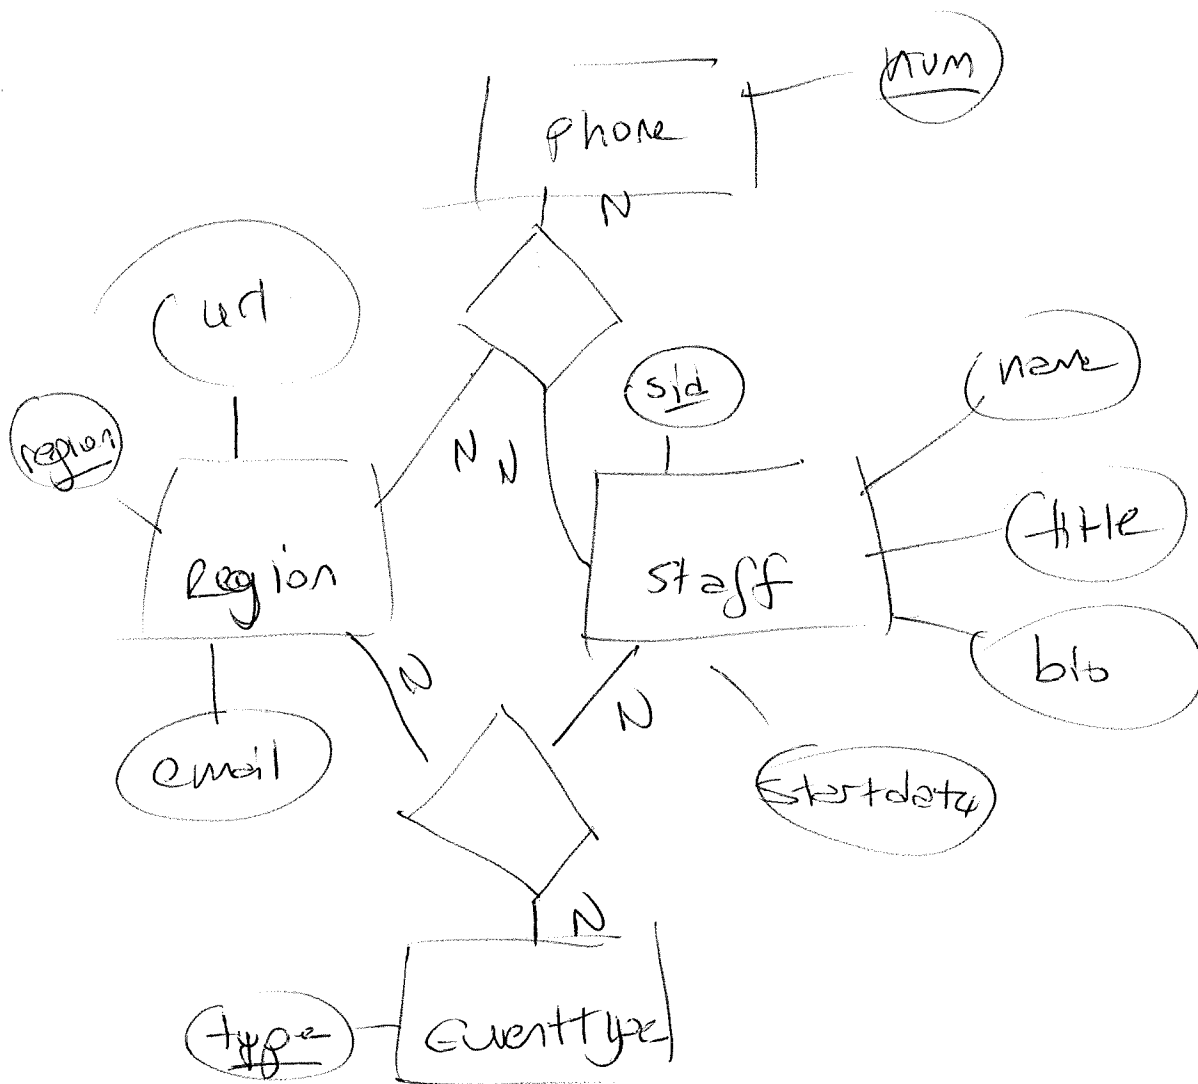 num
phone
N
url
sid
name
region
N
N
title
Region
staff
bio
N
N
email
startdate
N
type
eventtype